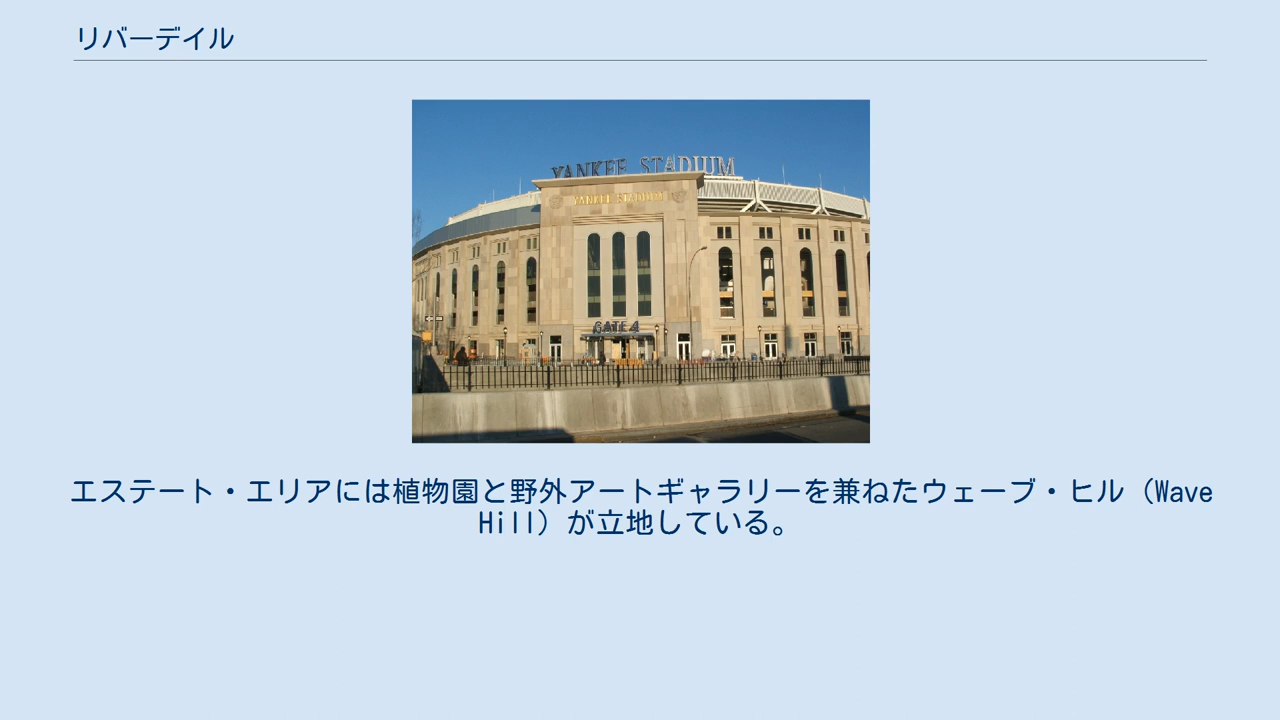 リバーデイル
YANKEE STADIUM
YANKEE STADIUM
GATE 4
エステート・エリアには植物園と野外アートギャラリーを兼ねたウェーブ・ヒル（Wave
Hill）が立地している。